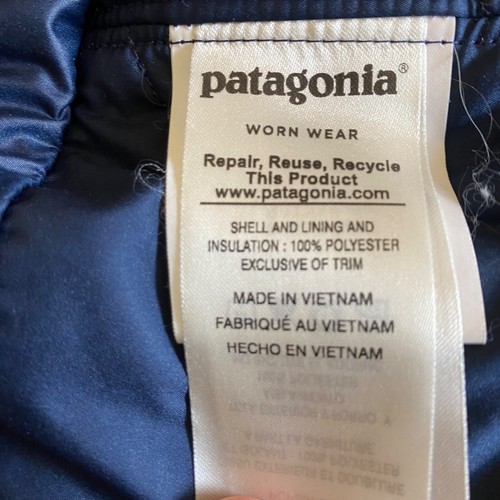 patagonia®
WORN WEAR
Repair, Reuse, Recycle
This Product
www.patagonia.com
SHELL AND LINING AND
INSULATION : 100% POLYESTER
EXCLUSIVE OF TRIM
MADE IN VIETNAM
FABRIQUÉ AU VIETNAM
HECHO EN VIETNAM